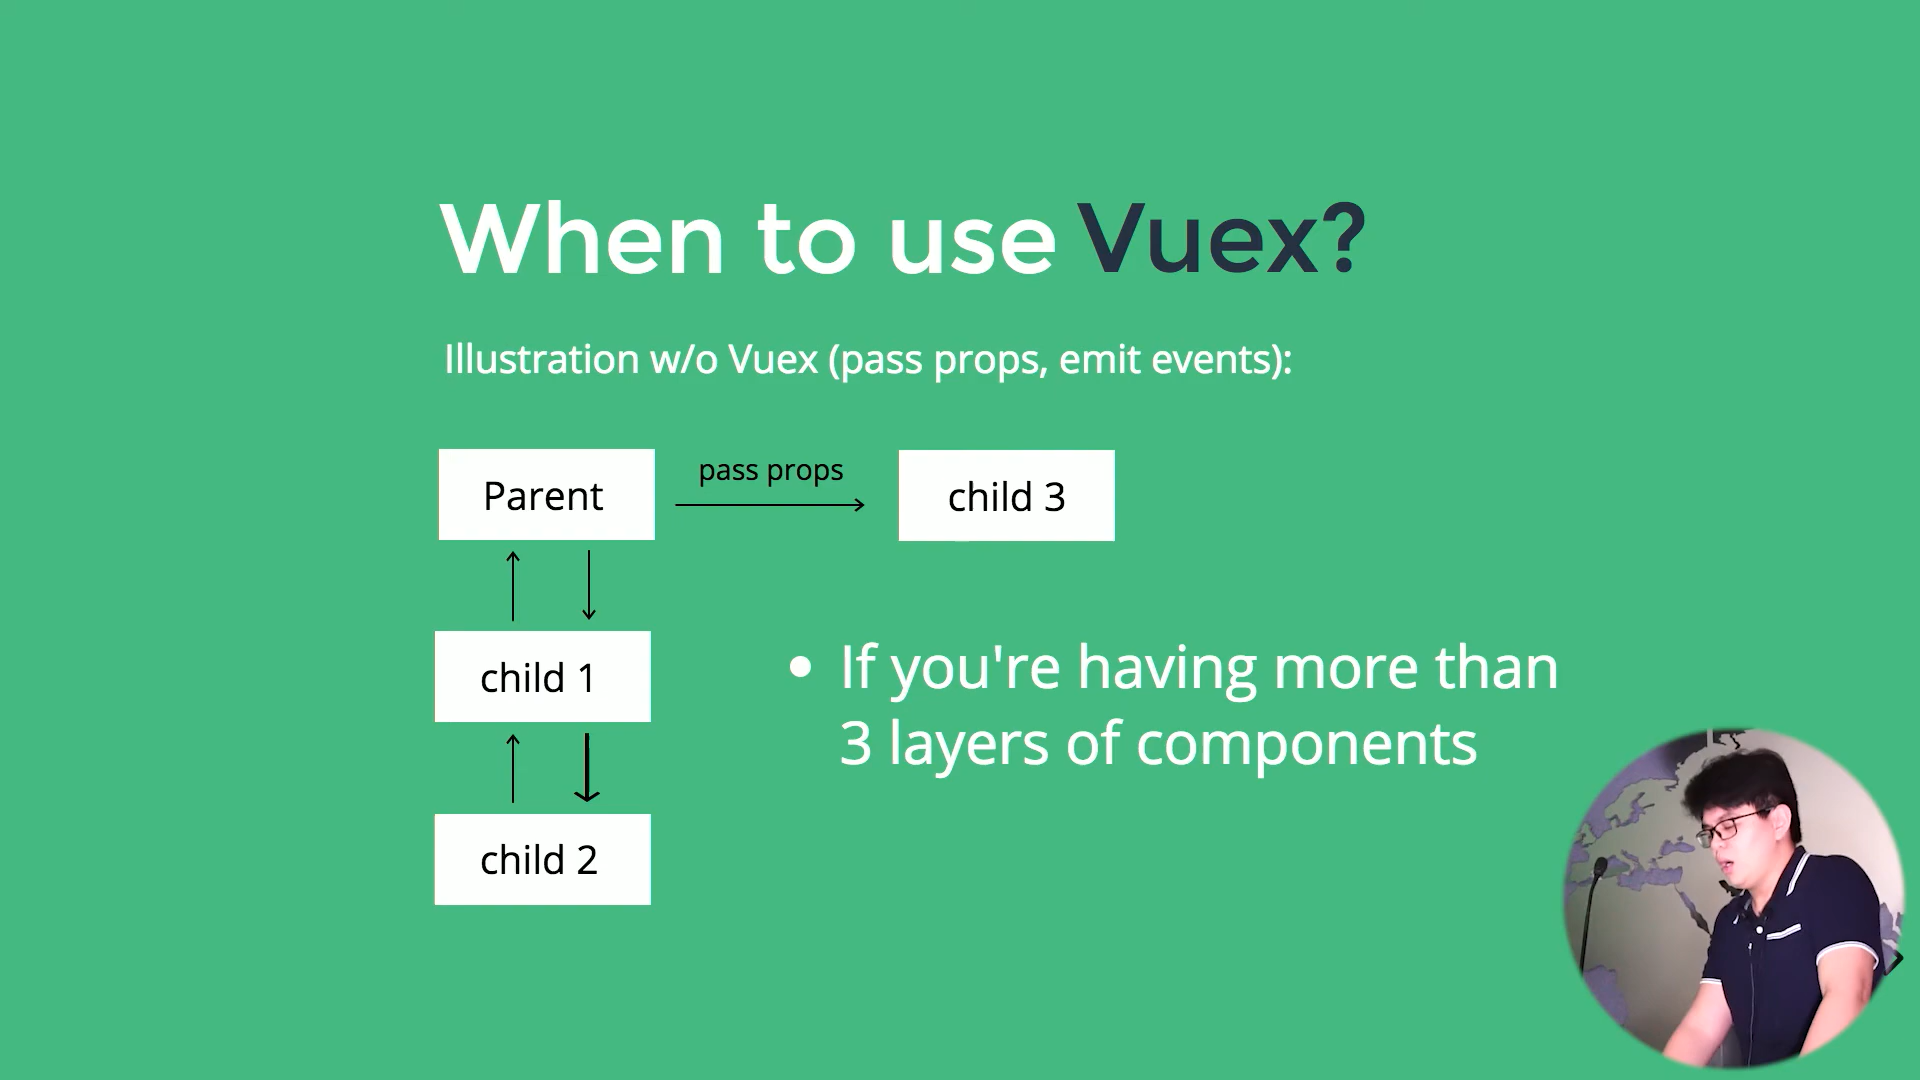 When to use Vuex?
Illustration w/o Vuex (pass props, emit events):
Parent
pass props
child 3
child 1
• If you're having more than
3 layers of components
child 2